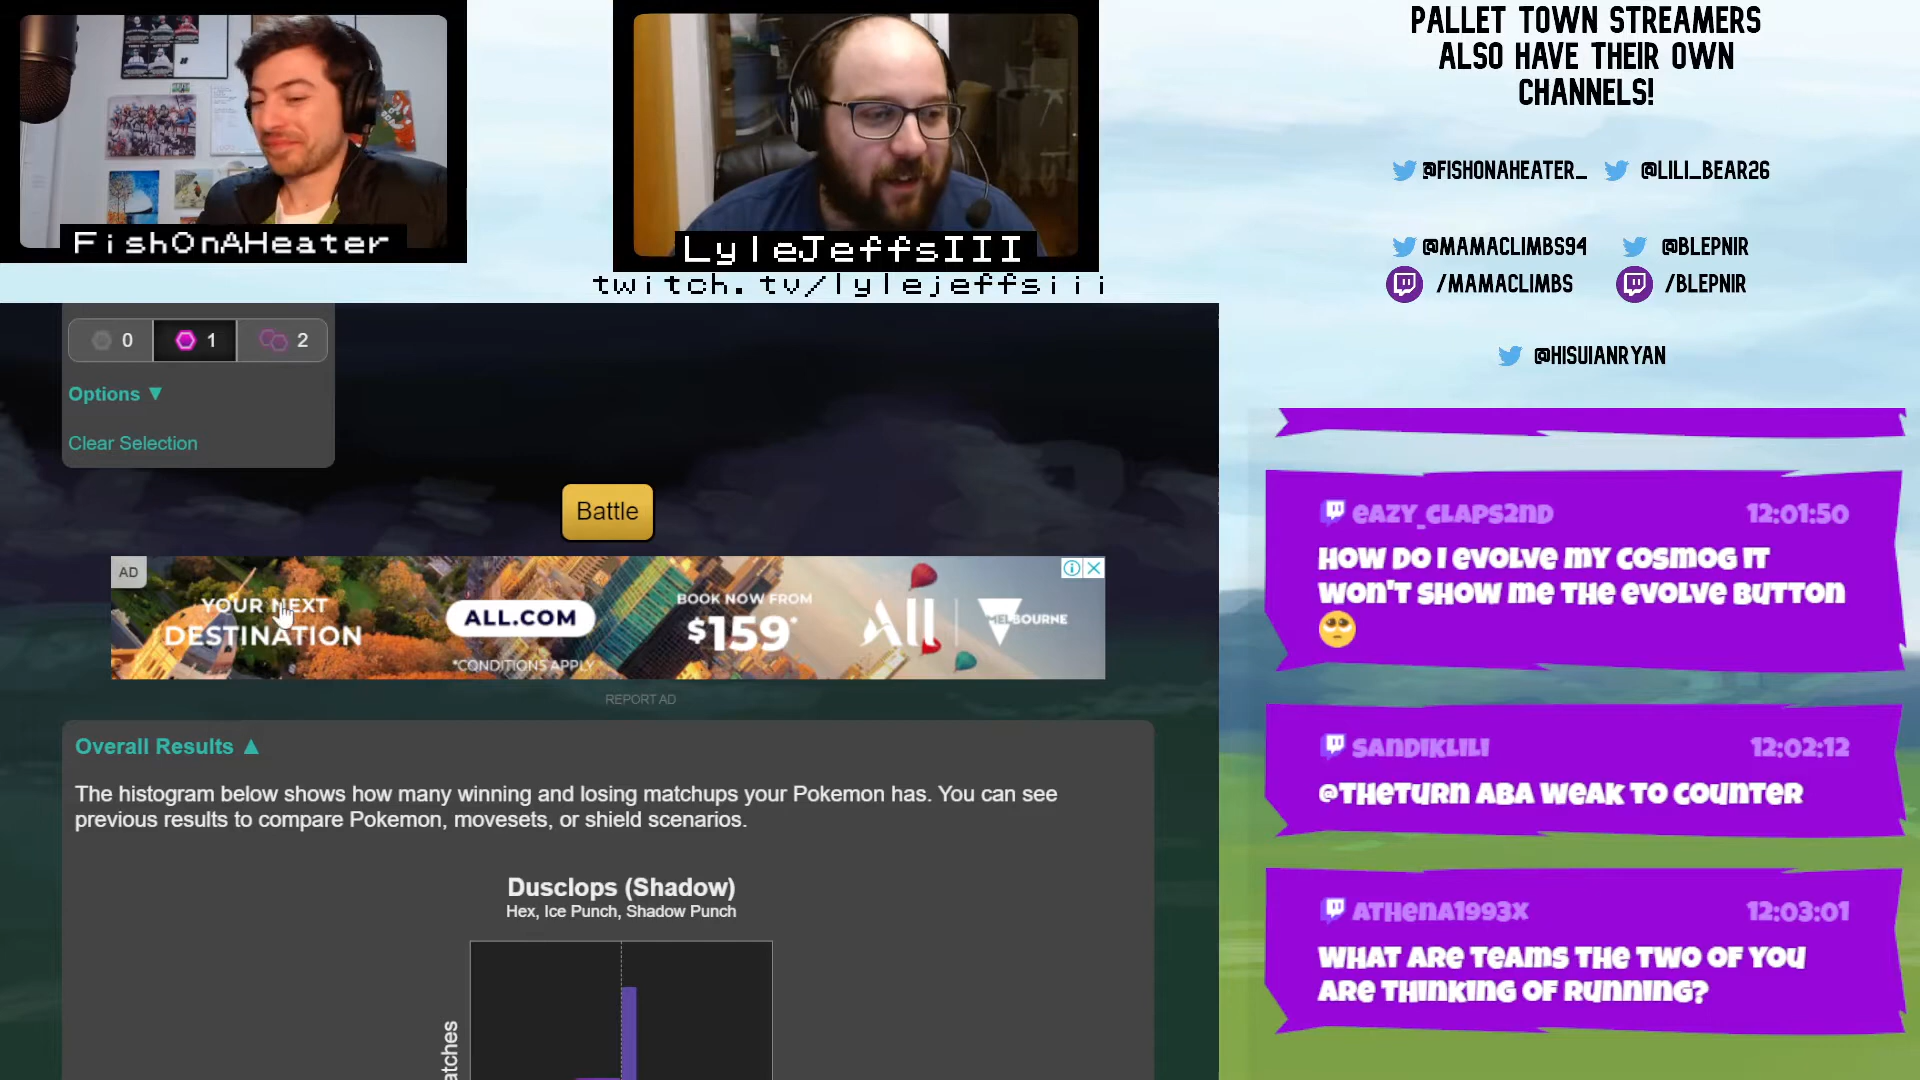 FishOnAHeater
LyleJeffsIII
twitch.tv/lylejeffsiii
PALLET TOWN STREAMERS
ALSO HAVE THEIR OWN
CHANNELS!
@FISHONAHEATER_ @LILI_BEAR26
@MAMACLIMBS94 @BLEPNIR
/MAMACLIMBS /BLEPNIR
@HISUIANRYAN
0 1 2
Options ▼
Clear Selection
Battle
AD
YOUR NEXT
DESTINATION
ALL.COM
*CONDITIONS APPLY
BOOK NOW FROM
$159*
All
MELBOURNE
REPORT AD
Overall Results ▲
The histogram below shows how many winning and losing matchups your Pokemon has. You can see
previous results to compare Pokemon, movesets, or shield scenarios.
Dusclops (Shadow)
Hex, Ice Punch, Shadow Punch
eazy_claps2nd 12:01:50
How do i evolve my cosmog it
won't show me the evolve button
sandiklili 12:02:12
@theturn aba weak to counter
athena1993x 12:03:01
What are teams the two of you
are thinking of running?